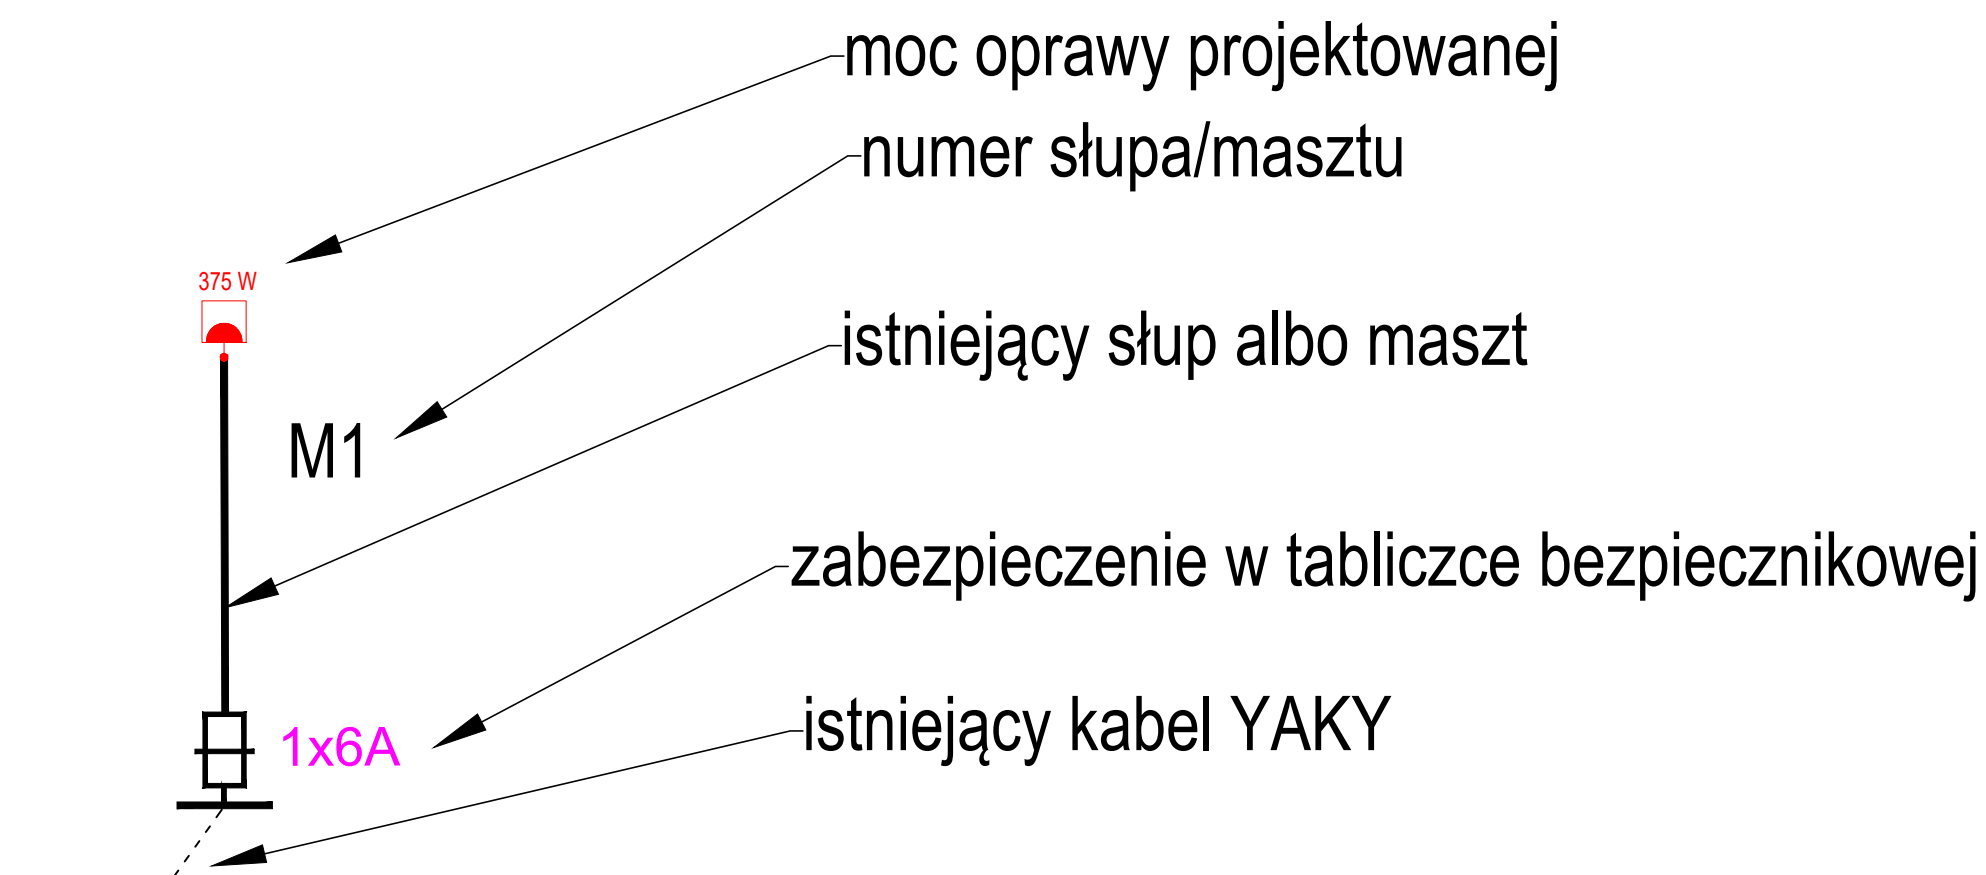 moc oprawy projektowanej
numer słupa/masztu
375 W
istniejący słup albo maszt
M1
zabezpieczenie w tabliczce bezpiecznikowej
istniejący kabel YAKY
1x6A